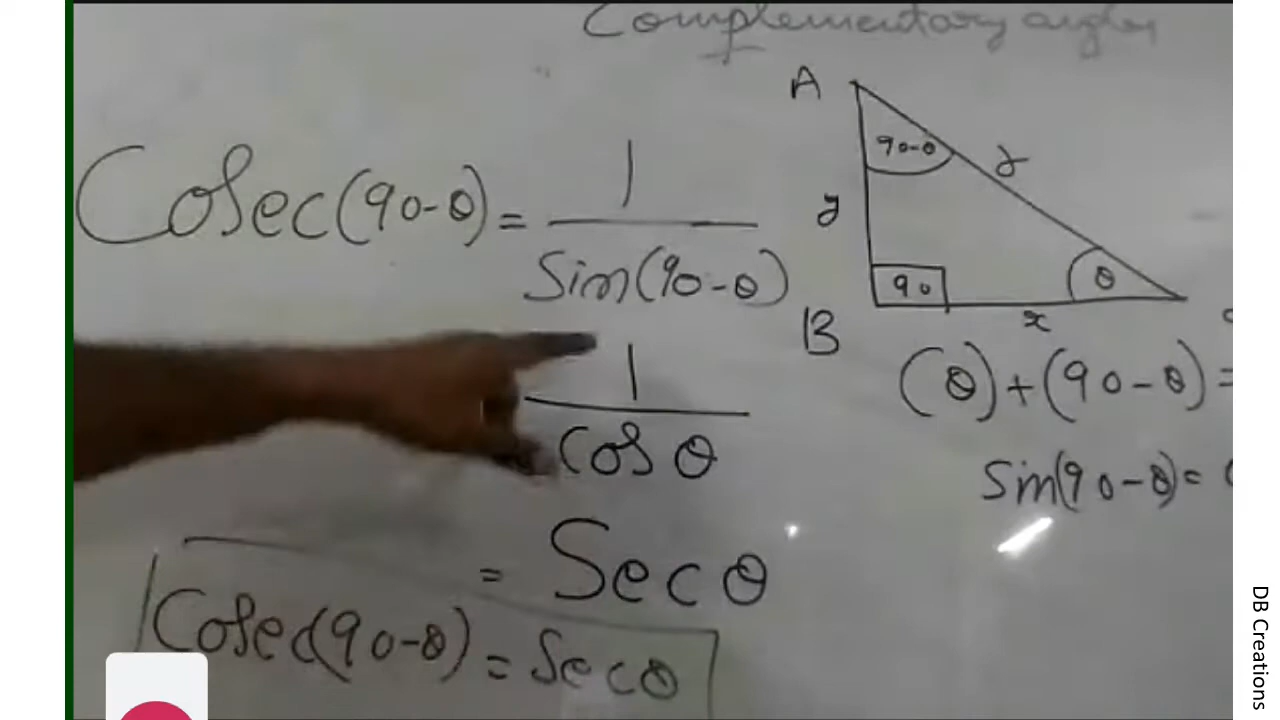 Complementary angles
A
90-θ
y
90
θ
x
B
Cosec(90-θ) = 1
Sin(90-θ)
1
Cos θ
= Sec θ
Cosec(90-θ) = Sec θ
(θ)+(90-θ) =
Sin(90-θ) =
DB Creations